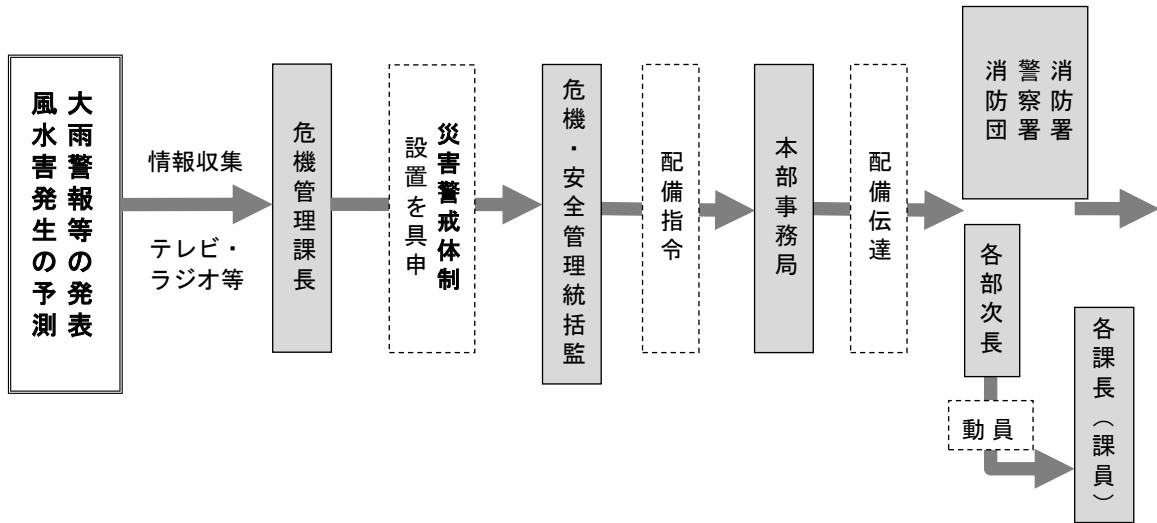 大雨警報等の発表
風水害発生の予測
情報収集
テレビ・
ラジオ等
危機管理課長
災害警戒体制
設置を具申
危機・安全管理統括監
配備指令
本部事務局
配備伝達
消防署
警察署
消防団
各部次長
動員
各課長（課員）